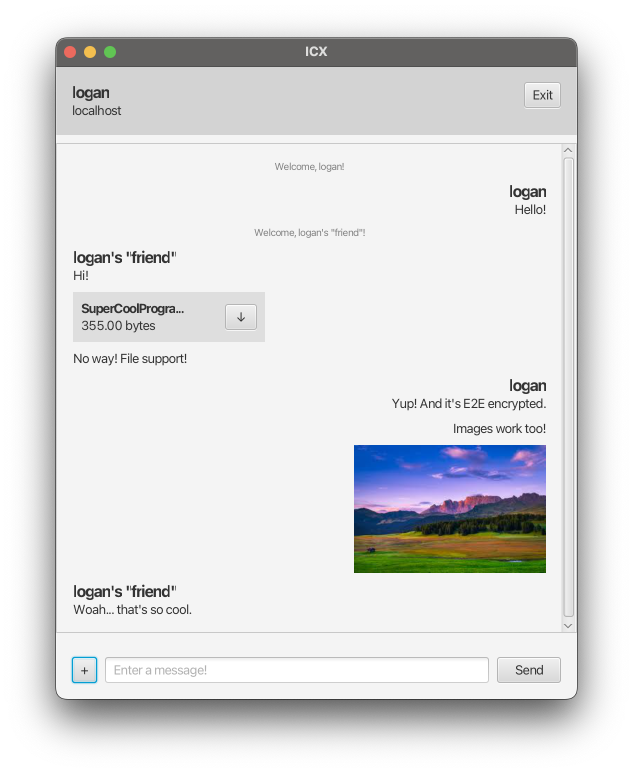 ICX
logan
localhost
Exit
Welcome, logan!
logan
Hello!
Welcome, logan's "friend"!
logan's "friend"
Hi!
SuperCoolProgra...
355.00 bytes
No way! File support!
logan
Yup! And it's E2E encrypted.
Images work too!
logan's "friend"
Woah... that's so cool.
+ Enter a message! Send